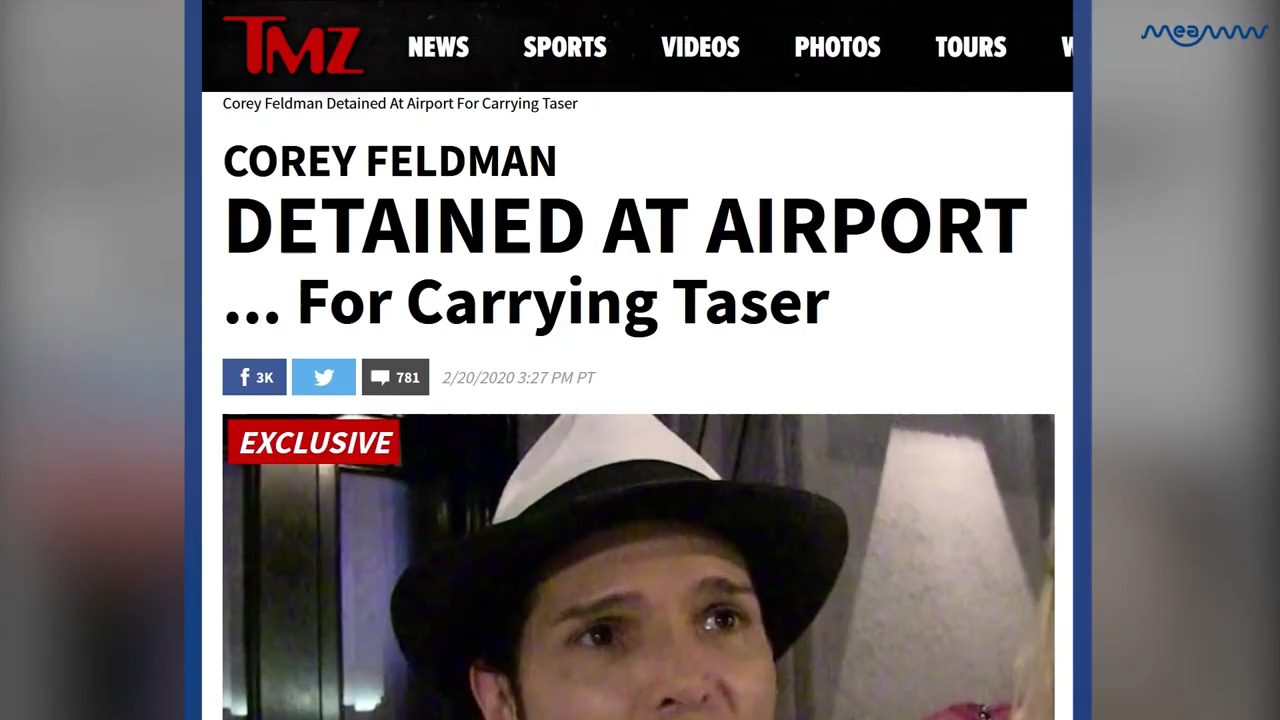 TMZ NEWS SPORTS VIDEOS PHOTOS TOURS W
meaww
Corey Feldman Detained At Airport For Carrying Taser
COREY FELDMAN
DETAINED AT AIRPORT
... For Carrying Taser
f 3K 781 2/20/2020 3:27 PM PT
EXCLUSIVE